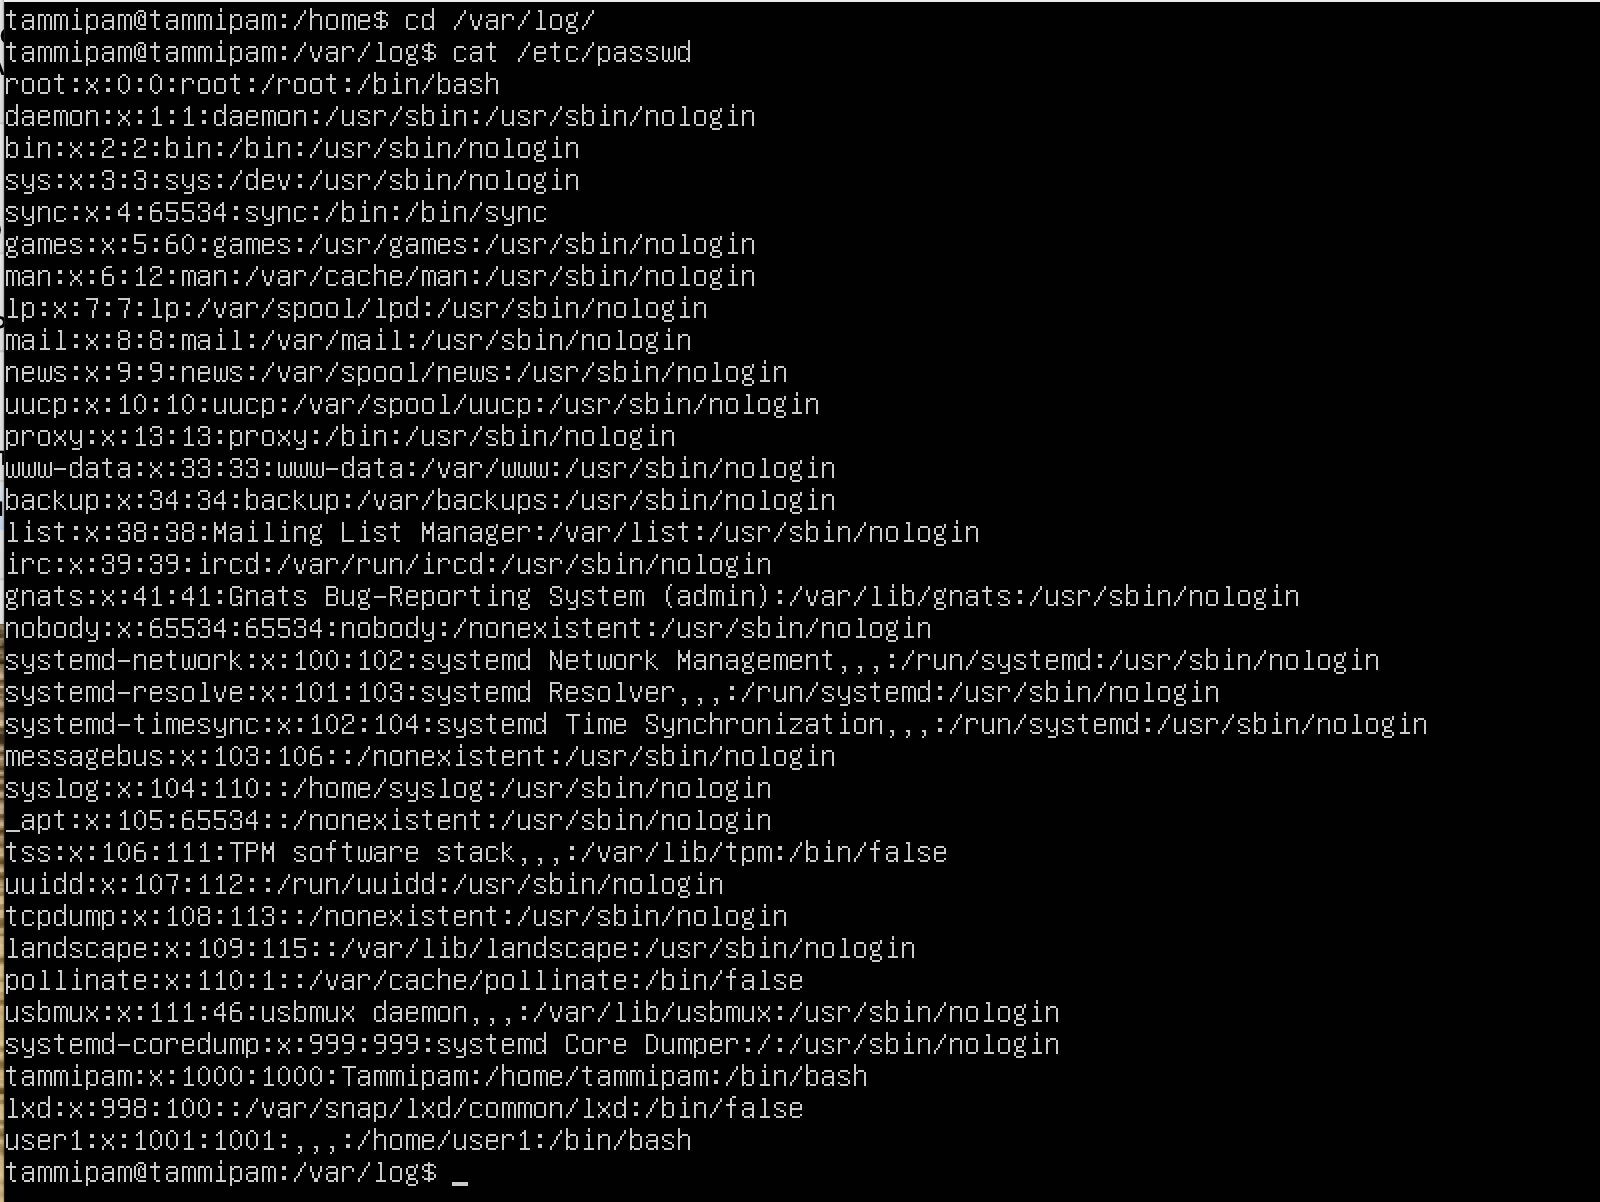 tammipam@tammipam:/home$ cd /var/log/
tammipam@tammipam:/var/log$ cat /etc/passwd
root:x:0:0:root:/root:/bin/bash
daemon:x:1:1:daemon:/usr/sbin:/usr/sbin/nologin
bin:x:2:2:bin:/bin:/usr/sbin/nologin
sys:x:3:3:sys:/dev:/usr/sbin/nologin
sync:x:4:65534:sync:/bin:/bin/sync
games:x:5:60:games:/usr/games:/usr/sbin/nologin
man:x:6:12:man:/var/cache/man:/usr/sbin/nologin
lp:x:7:7:lp:/var/spool/lpd:/usr/sbin/nologin
mail:x:8:8:mail:/var/mail:/usr/sbin/nologin
news:x:9:9:news:/var/spool/news:/usr/sbin/nologin
uucp:x:10:10:uucp:/var/spool/uucp:/usr/sbin/nologin
proxy:x:13:13:proxy:/bin:/usr/sbin/nologin
www-data:x:33:33:www-data:/var/www:/usr/sbin/nologin
backup:x:34:34:backup:/var/backups:/usr/sbin/nologin
list:x:38:38:Mailing List Manager:/var/list:/usr/sbin/nologin
irc:x:39:39:ircd:/var/run/ircd:/usr/sbin/nologin
gnats:x:41:41:Gnats Bug-Reporting System (admin):/var/lib/gnats:/usr/sbin/nologin
nobody:x:65534:65534:nobody:/nonexistent:/usr/sbin/nologin
systemd-network:x:100:102:systemd Network Management,,,:/run/systemd:/usr/sbin/nologin
systemd-resolve:x:101:103:systemd Resolver,,,:/run/systemd:/usr/sbin/nologin
systemd-timesync:x:102:104:systemd Time Synchronization,,,:/run/systemd:/usr/sbin/nologin
messagebus:x:103:106::/nonexistent:/usr/sbin/nologin
syslog:x:104:110::/home/syslog:/usr/sbin/nologin
_apt:x:105:65534::/nonexistent:/usr/sbin/nologin
tss:x:106:111:TPM software stack,,,:/var/lib/tpm:/bin/false
uuidd:x:107:112::/run/uuidd:/usr/sbin/nologin
tcpdump:x:108:113::/nonexistent:/usr/sbin/nologin
landscape:x:109:115::/var/lib/landscape:/usr/sbin/nologin
pollinate:x:110:1::/var/cache/pollinate:/bin/false
usbmux:x:111:46:usbmux daemon,,,:/var/lib/usbmux:/usr/sbin/nologin
systemd-coredump:x:999:999:systemd Core Dumper:/:/usr/sbin/nologin
tammipam:x:1000:1000:Tammipam:/home/tammipam:/bin/bash
lxd:x:998:100::/var/snap/lxd/common/lxd:/bin/false
user1:x:1001:1001:,,,:/home/user1:/bin/bash
tammipam@tammipam:/var/log$ _